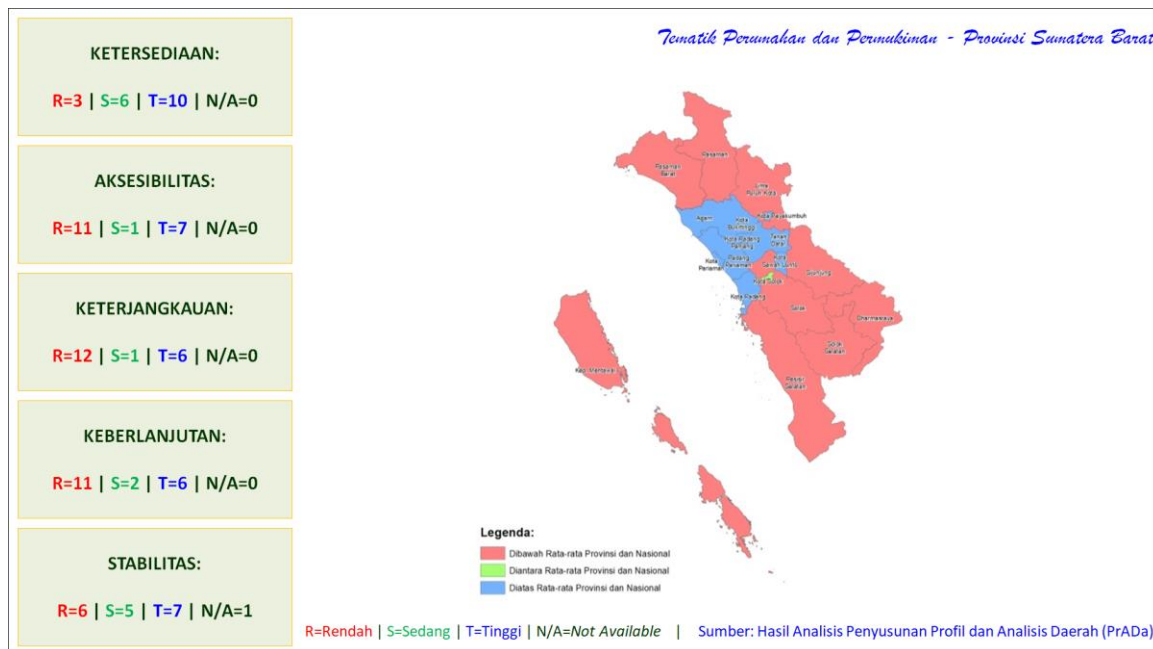 Tematik Perumahan dan Permukiman - Provinsi Sumatera Barat
KETERSEDIAAN:
R=3 | S=6 | T=10 | N/A=0
AKSESIBILITAS:
R=11 | S=1 | T=7 | N/A=0
KETERJANGKAUAN:
R=12 | S=1 | T=6 | N/A=0
KEBERLANJUTAN:
R=11 | S=2 | T=6 | N/A=0
STABILITAS:
R=6 | S=5 | T=7 | N/A=1
Pasaman
Pasaman
Barat
Lima
Puluh Kota
Kota Payakumbuh
Agam
Kota
Bukittinggi
Kota Padang
Panjang
Tanah
Datar
Padang
Pariaman
Kota
Pariaman
Kota
Sawah Lunto
Sijunjung
Kota Solok
Kota Padang
Solok
Dharmasraya
Solok
Selatan
Pesisir
Selatan
Kep. Mentawai
Legenda:
Dibawah Rata-rata Provinsi dan Nasional
Diantara Rata-rata Provinsi dan Nasional
Diatas Rata-rata Provinsi dan Nasional
R=Rendah | S=Sedang | T=Tinggi | N/A=Not Available | Sumber: Hasil Analisis Penyusunan Profil dan Analisis Daerah (PrADa)